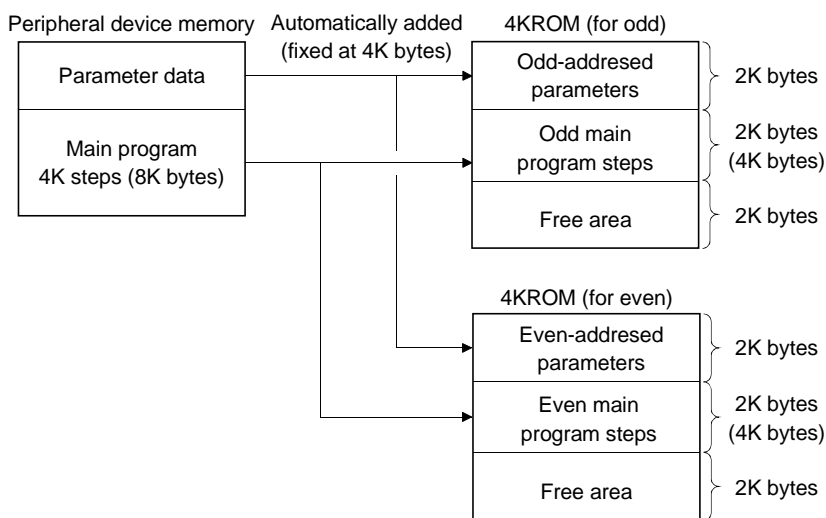 Peripheral device memory
Parameter data
Main program
4K steps (8K bytes)
Automatically added
(fixed at 4K bytes)
4KROM (for odd)
Odd-addresed
parameters
2K bytes
Odd main
program steps
2K bytes
(4K bytes)
Free area
2K bytes
4KROM (for even)
Even-addresed
parameters
2K bytes
Even main
program steps
2K bytes
(4K bytes)
Free area
2K bytes